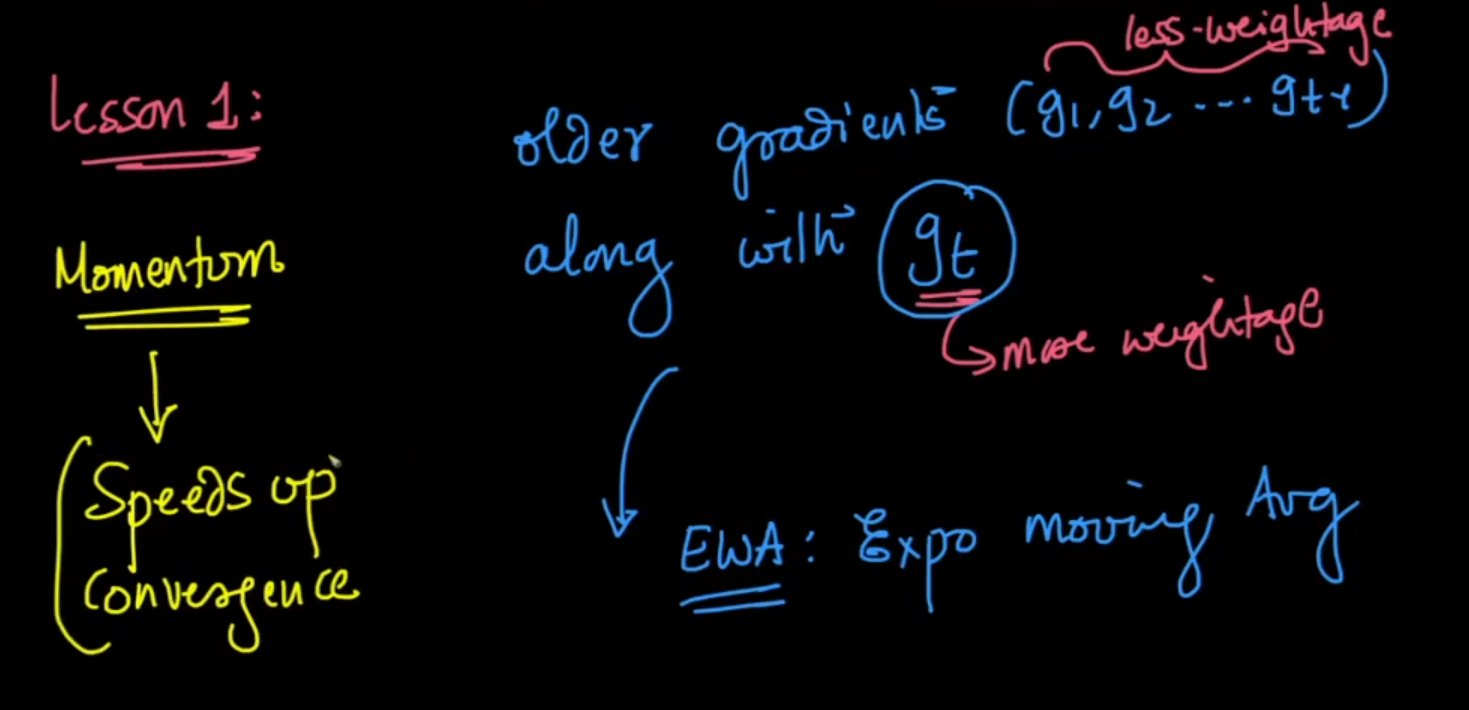 Lesson 1:
Momentum
Speeds up
Convergence
less-weightage
older gradients (g1, g2 ... gt-1)
along with gt
more weightage
EWA: Expo moving Avg